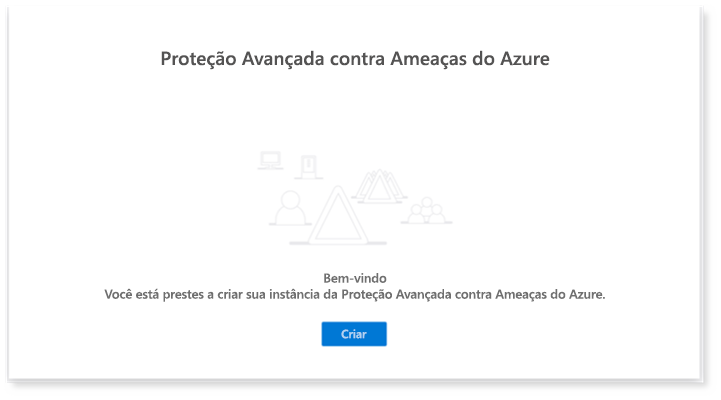 Proteção Avançada contra Ameaças do Azure
Bem-vindo
Você está prestes a criar sua instância da Proteção Avançada contra Ameaças do Azure.
Criar